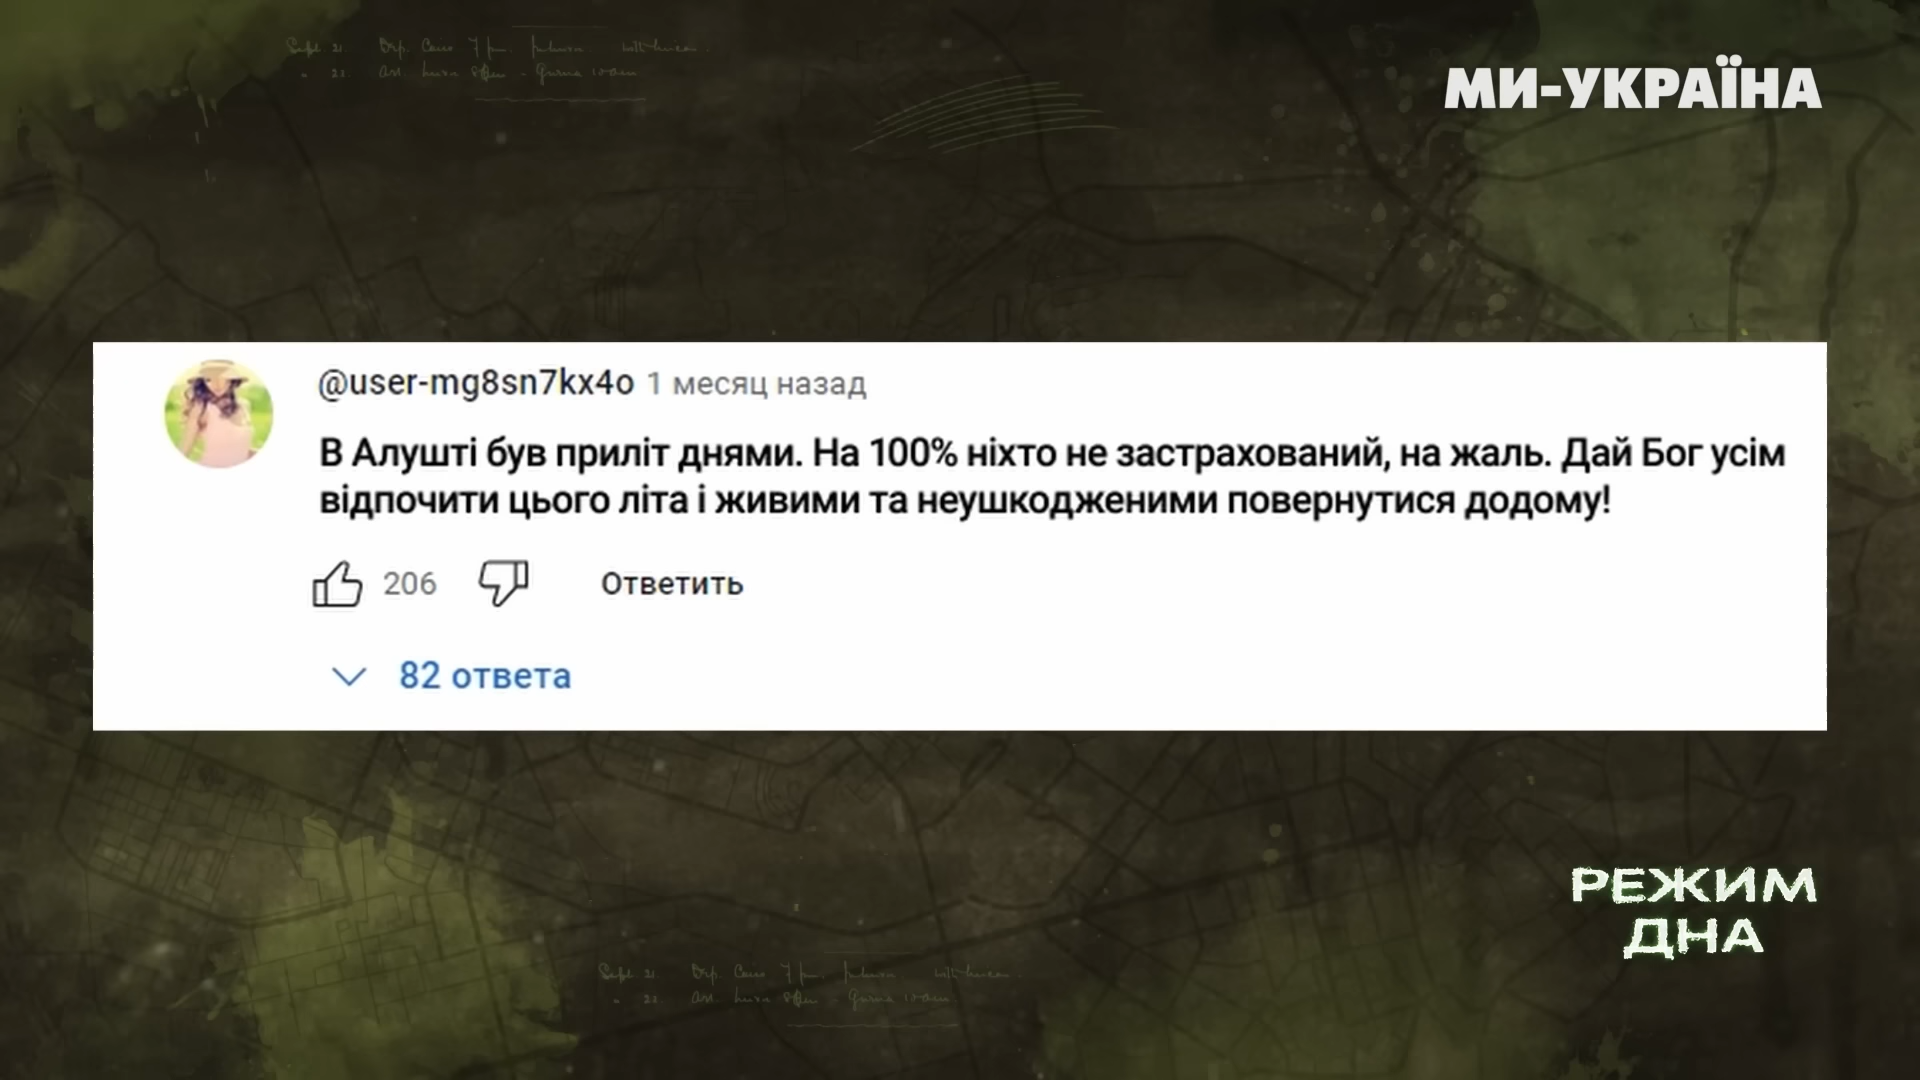 МИ-УКРАЇНА
@user-mg8sn7kx4o 1 месяц назад
В Алушті був приліт днями. На 100% ніхто не застрахований, на жаль. Дай Бог усім
відпочити цього літа і живими та неушкодженими повернутися додому!
206 Ответить
82 ответа
РЕЖИМ
ДНА